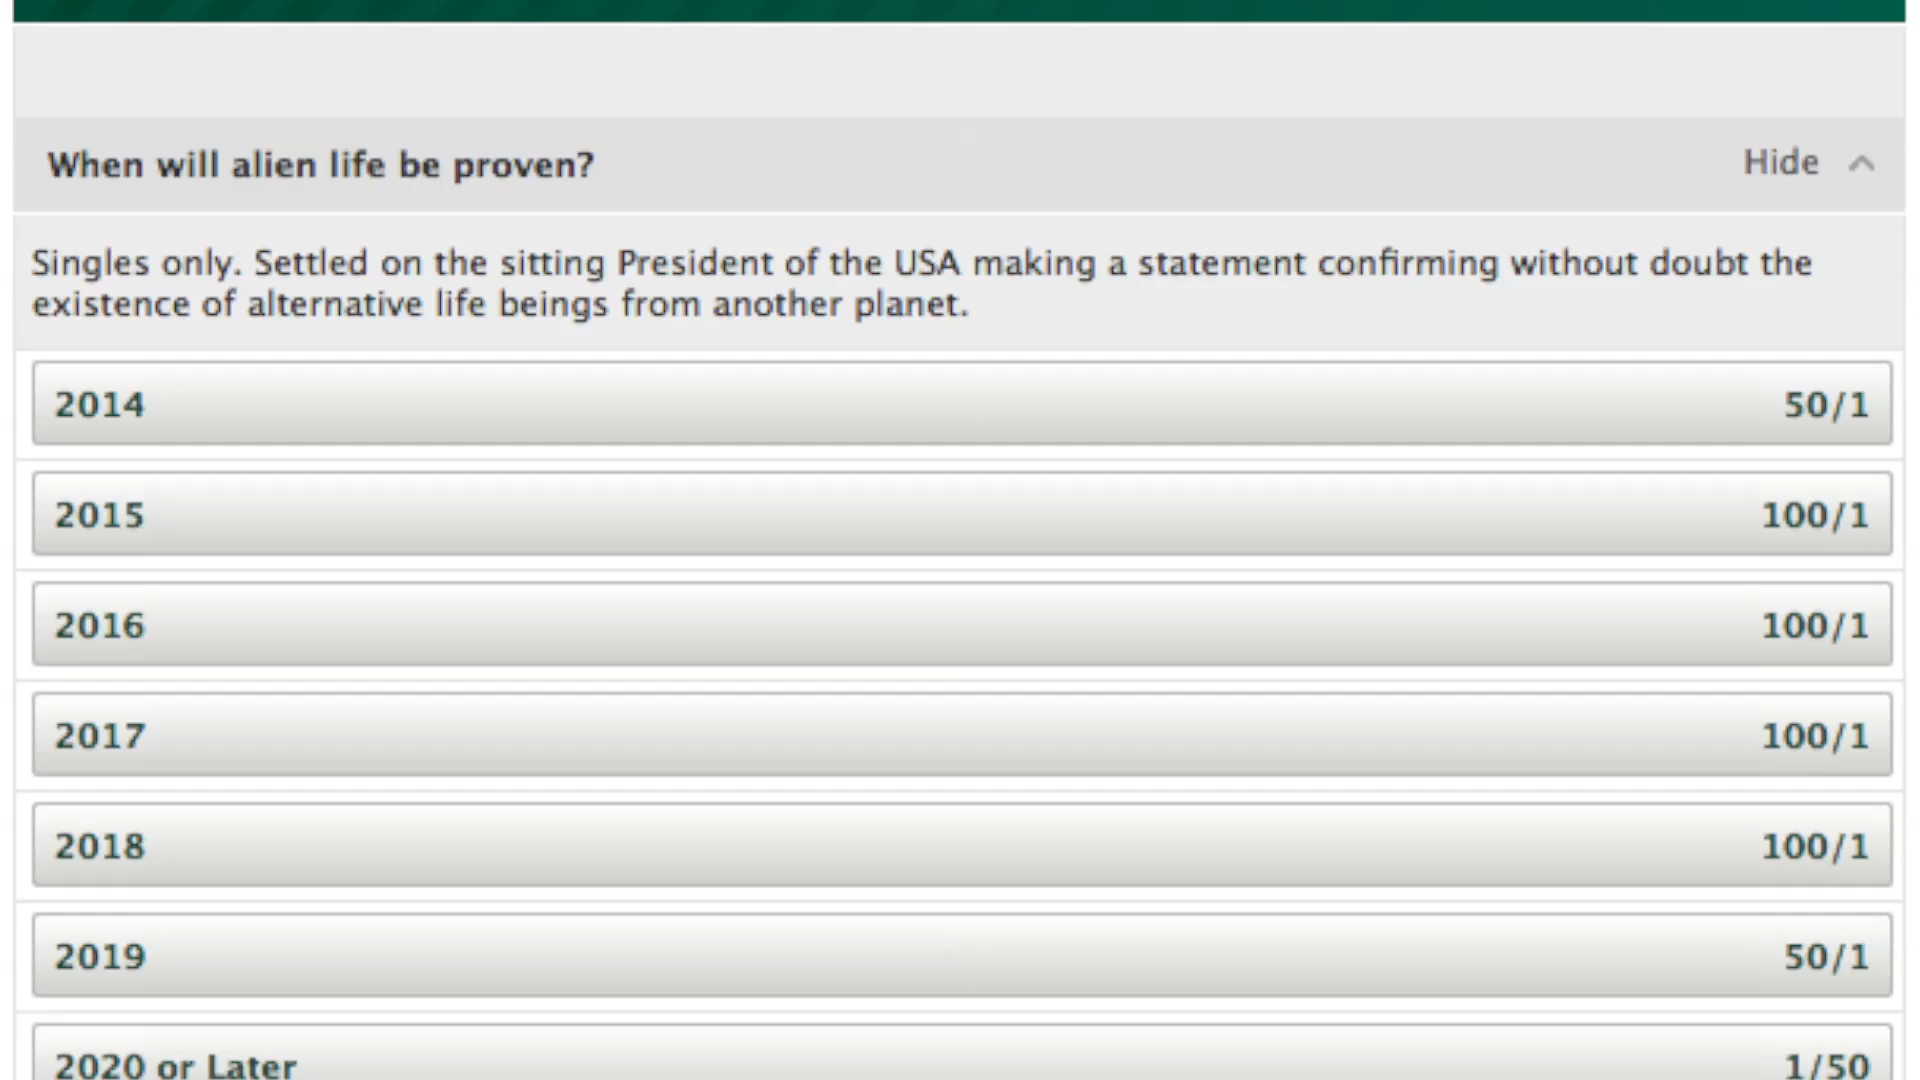 When will alien life be proven?
Hide
Singles only. Settled on the sitting President of the USA making a statement confirming without doubt the
existence of alternative life beings from another planet.
2014 50/1
2015 100/1
2016 100/1
2017 100/1
2018 100/1
2019 50/1
2020 or Later 1/50